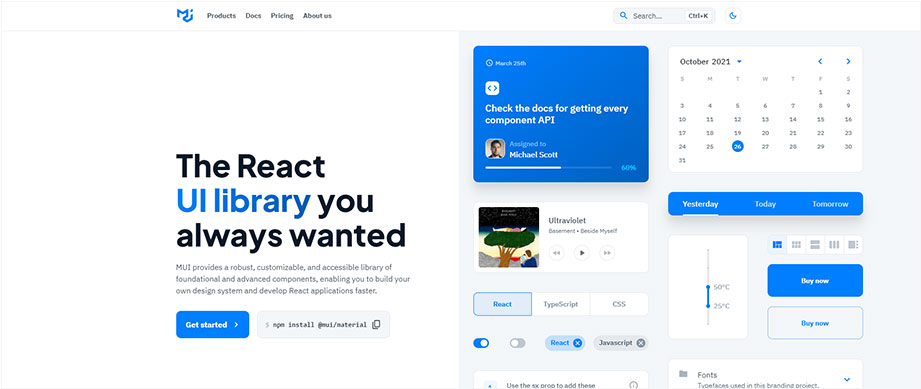 Products Docs Pricing About us
Search... Ctrl+K
The React
UI library you
always wanted
MUI provides a robust, customizable, and accessible library of
foundational and advanced components, enabling you to build your
own design system and develop React applications faster.
Get started
$ npm install @mui/material
March 25th
Check the docs for getting every
component API
Assigned to
Michael Scott
60%
Ultraviolet
Basement • Beside Myself
React TypeScript CSS
React Javascript
Use the sx prop to add these
October 2021
S M T W T F S
1 2
3 4 5 6 7 8 9
10 11 12 13 14 15 16
17 18 19 20 21 22 23
24 25 26 27 28 29 30
31
Yesterday Today Tomorrow
50°C
25°C
Buy now
Buy now
Fonts
Typefaces used in this branding project.